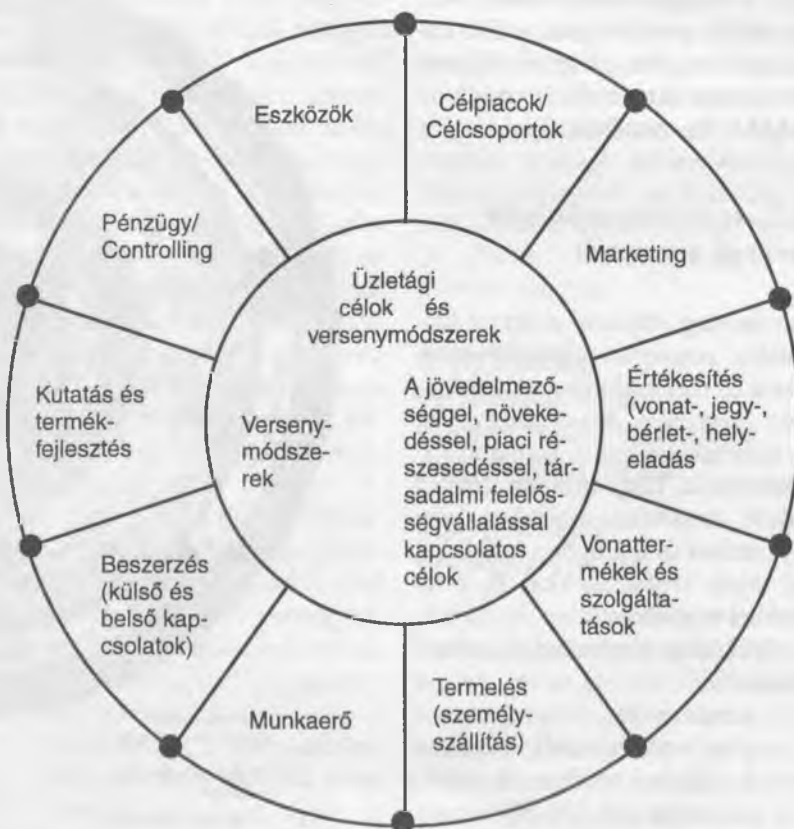 Eszközök
Célpiacok/
Célcsoportok
Pénzügy/
Controlling
Marketing
Üzletági
célok és
versenymódszerek
Kutatás és
termék-
fejlesztés
Verseny-
módsze-
rek
A jövedelmező-
séggel, növeke-
déssel, piaci ré-
szesedéssel, tár-
sadalmi felelős-
ségvállalással
kapcsolatos
célok
Értékesítés
(vonat-, jegy-,
bérlet-, hely-
eladás
Beszerzés
(külső és
belső kap-
csolatok)
Vonatter-
mékek és
szolgálta-
tások
Munkaerő
Termelés
(személy-
szállítás)